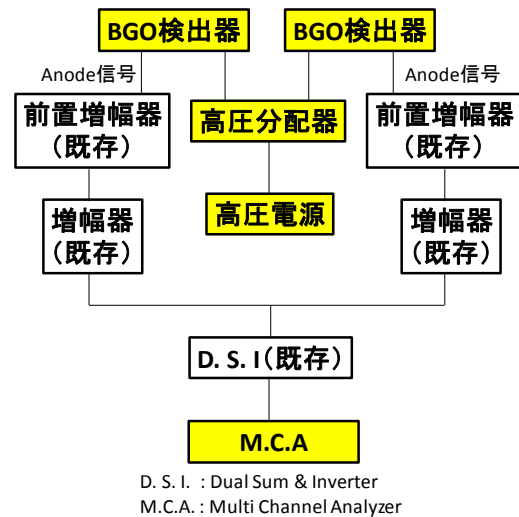 BGO検出器 BGO検出器
Anode信号 Anode信号
前置増幅器
(既存)
高圧分配器
前置増幅器
(既存)
増幅器
(既存)
高圧電源
増幅器
(既存)
D. S. I(既存)
M.C.A
D. S. I. : Dual Sum & Inverter
M.C.A. : Multi Channel Analyzer